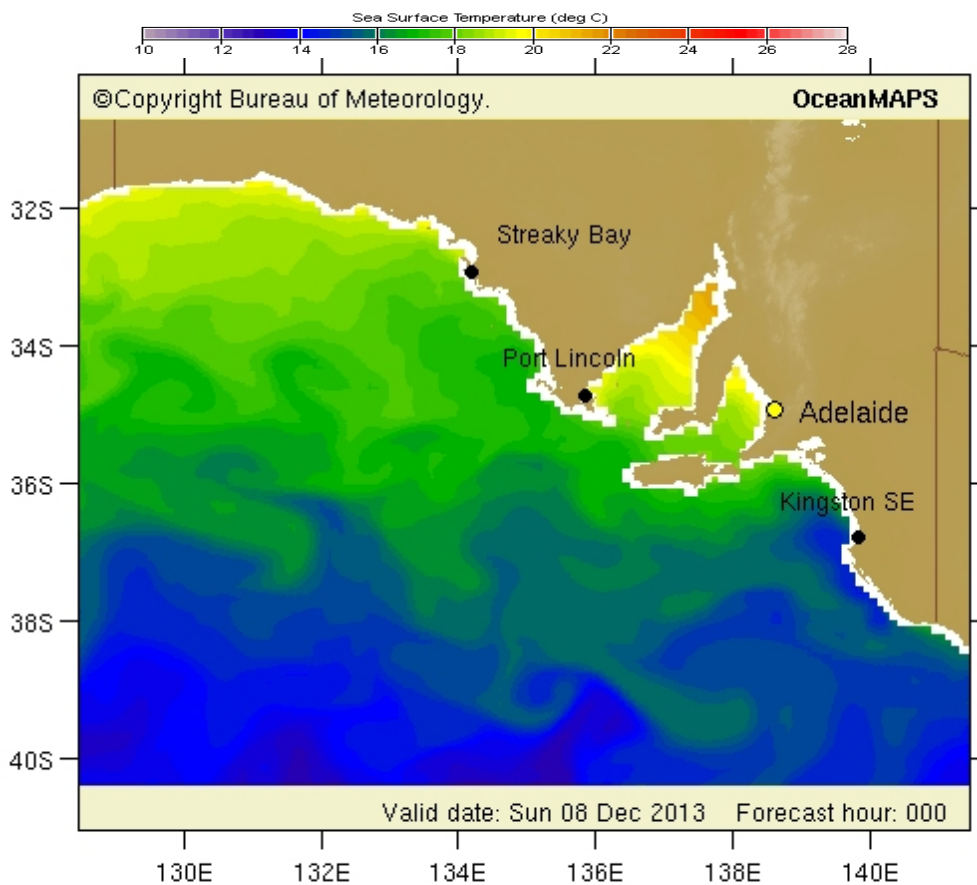 Sea Surface Temperature (deg C)
10 12 14 16 18 20 22 24 26 28
©Copyright Bureau of Meteorology. OceanMAPS
32S
Streaky Bay
34S
Port Lincoln
Adelaide
36S
Kingston SE
38S
40S
Valid date: Sun 08 Dec 2013 Forecast hour: 000
130E 132E 134E 136E 138E 140E